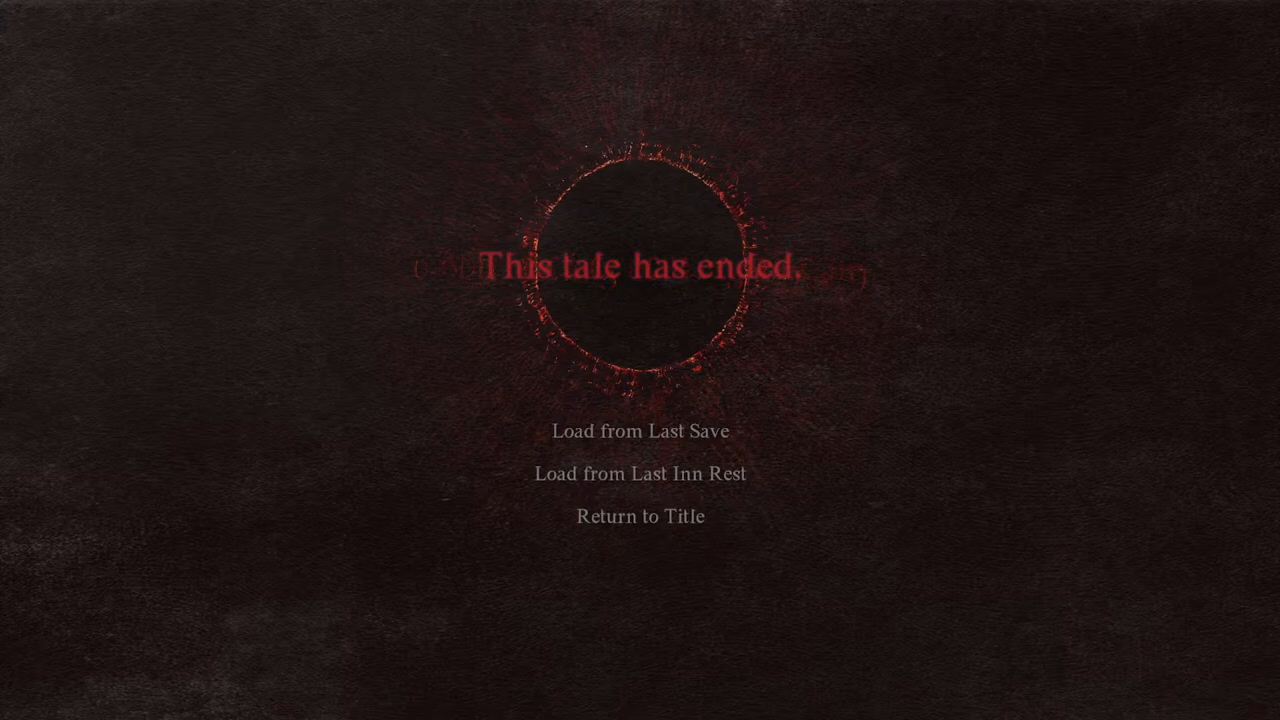 This tale has ended.
Load from Last Save
Load from Last Inn Rest
Return to Title